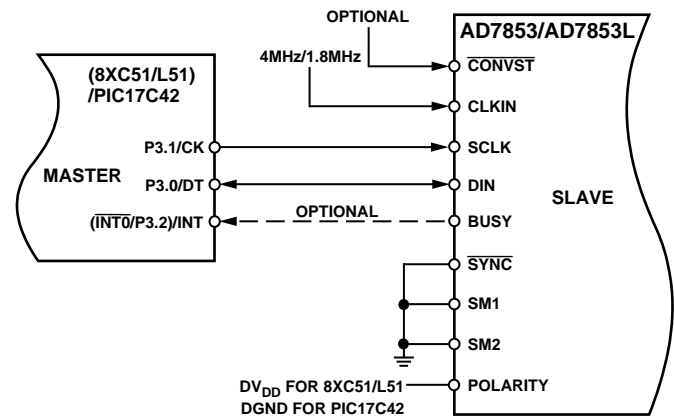 OPTIONAL
AD7853/AD7853L
4MHz/1.8MHz
CONVST
(8XC51/L51)
/PIC17C42
CLKIN
P3.1/CK
SCLK
MASTER
P3.0/DT
DIN
SLAVE
OPTIONAL
(INT0/P3.2)/INT
BUSY
SYNC
SM1
SM2
DVDD FOR 8XC51/L51
POLARITY
DGND FOR PIC17C42